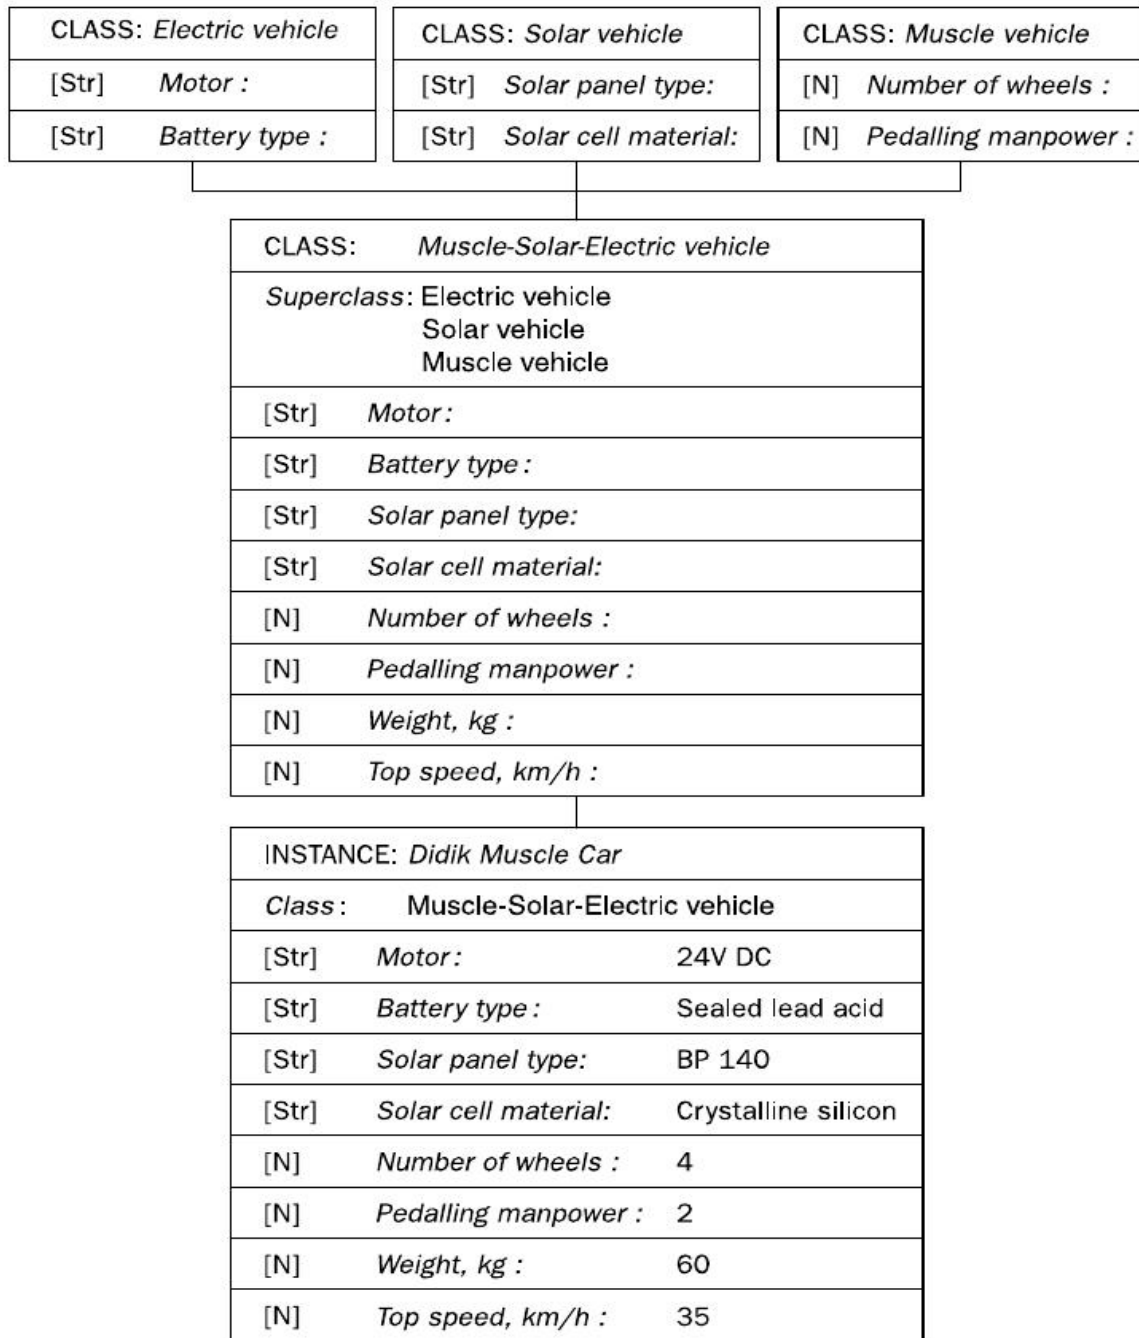 CLASS: Electric vehicle
[Str] Motor :
[Str] Battery type :
CLASS: Solar vehicle
[Str] Solar panel type:
[Str] Solar cell material:
CLASS: Muscle vehicle
[N] Number of wheels :
[N] Pedalling manpower :
CLASS: Muscle-Solar-Electric vehicle
Superclass: Electric vehicle
Solar vehicle
Muscle vehicle
[Str] Motor:
[Str] Battery type :
[Str] Solar panel type:
[Str] Solar cell material:
[N] Number of wheels :
[N] Pedalling manpower :
[N] Weight, kg :
[N] Top speed, km/h :
INSTANCE: Didik Muscle Car
Class : Muscle-Solar-Electric vehicle
[Str] Motor: 24V DC
[Str] Battery type : Sealed lead acid
[Str] Solar panel type: BP 140
[Str] Solar cell material: Crystalline silicon
[N] Number of wheels : 4
[N] Pedalling manpower : 2
[N] Weight, kg : 60
[N] Top speed, km/h : 35